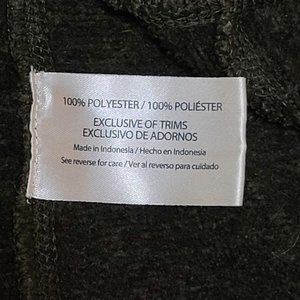 100% POLYESTER / 100% POLIÉSTER
EXCLUSIVE OF TRIMS
EXCLUSIVO DE ADORNOS
Made in Indonesia / Hecho en Indonesia
See reverse for care / Ver al reverso para cuidado